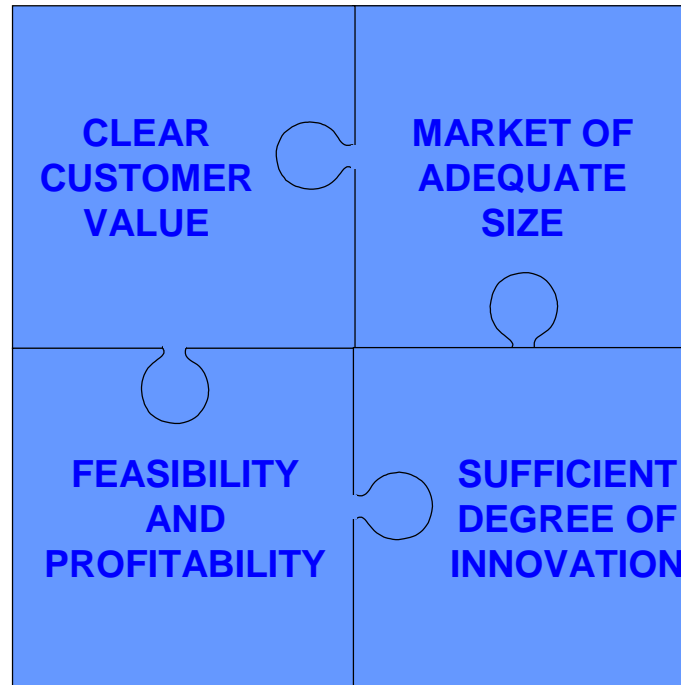 CLEAR
CUSTOMER
VALUE
MARKET OF
ADEQUATE
SIZE
FEASIBILITY
AND
PROFITABILITY
SUFFICIENT
DEGREE OF
INNOVATION